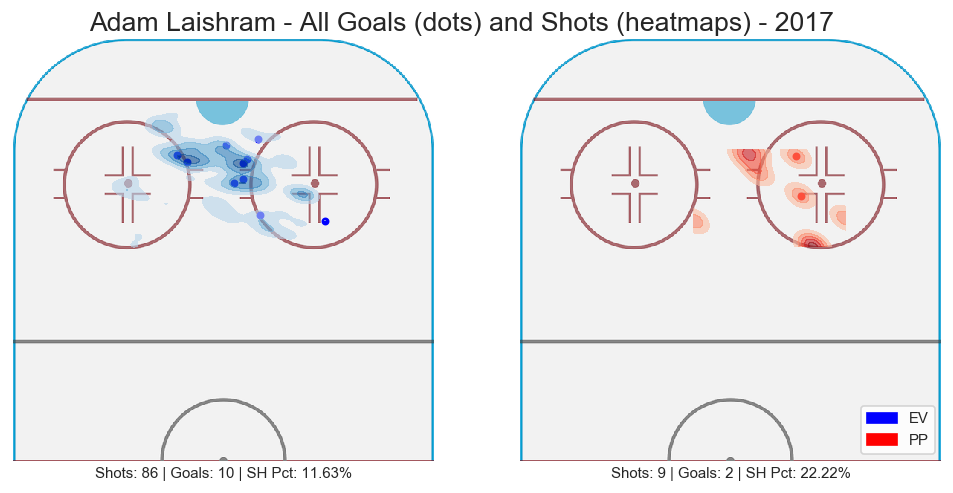 Adam Laishram - All Goals (dots) and Shots (heatmaps) - 2017
EV
PP
Shots: 86 | Goals: 10 | SH Pct: 11.63%
Shots: 9 | Goals: 2 | SH Pct: 22.22%